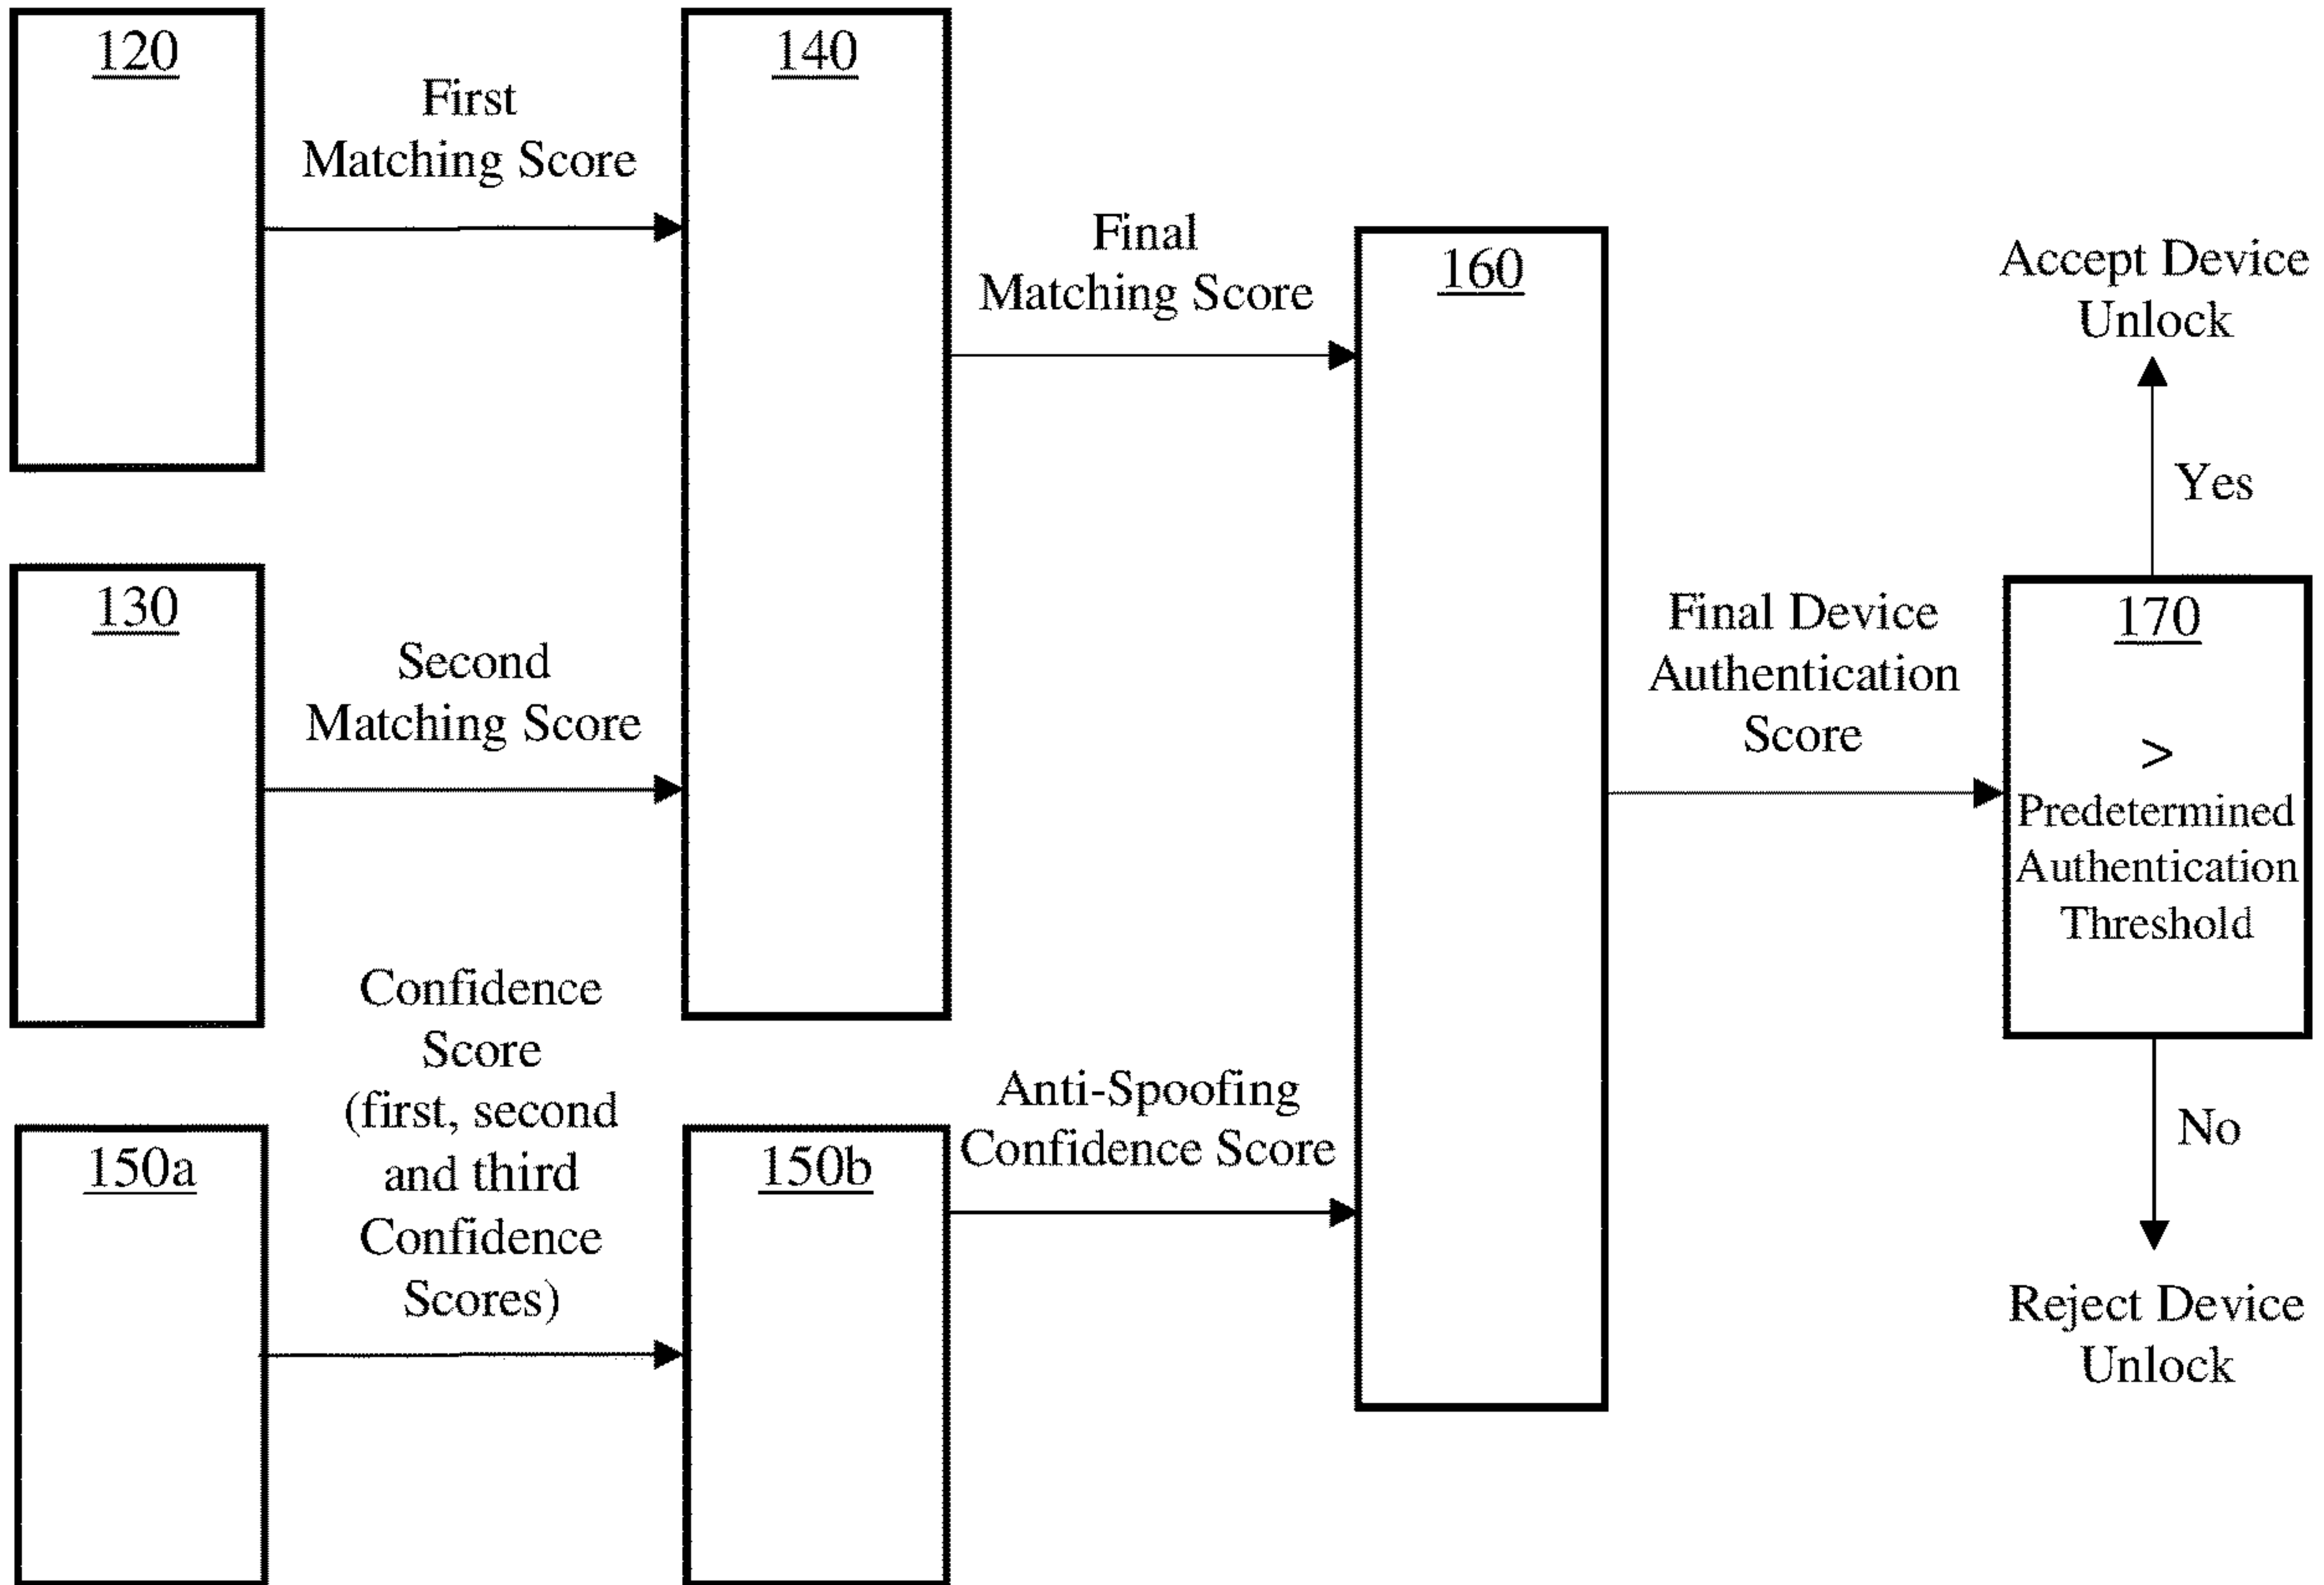 120
First
Matching Score
140
Final
Matching Score
160
Accept Device
Unlock
Yes
130
Second
Matching Score
Final Device
Authentication
Score
170
>
Predetermined
Authentication
Threshold
Confidence
Score
(first, second
and third
Confidence
Scores)
150a
150b
Anti-Spoofing
Confidence Score
No
Reject Device
Unlock